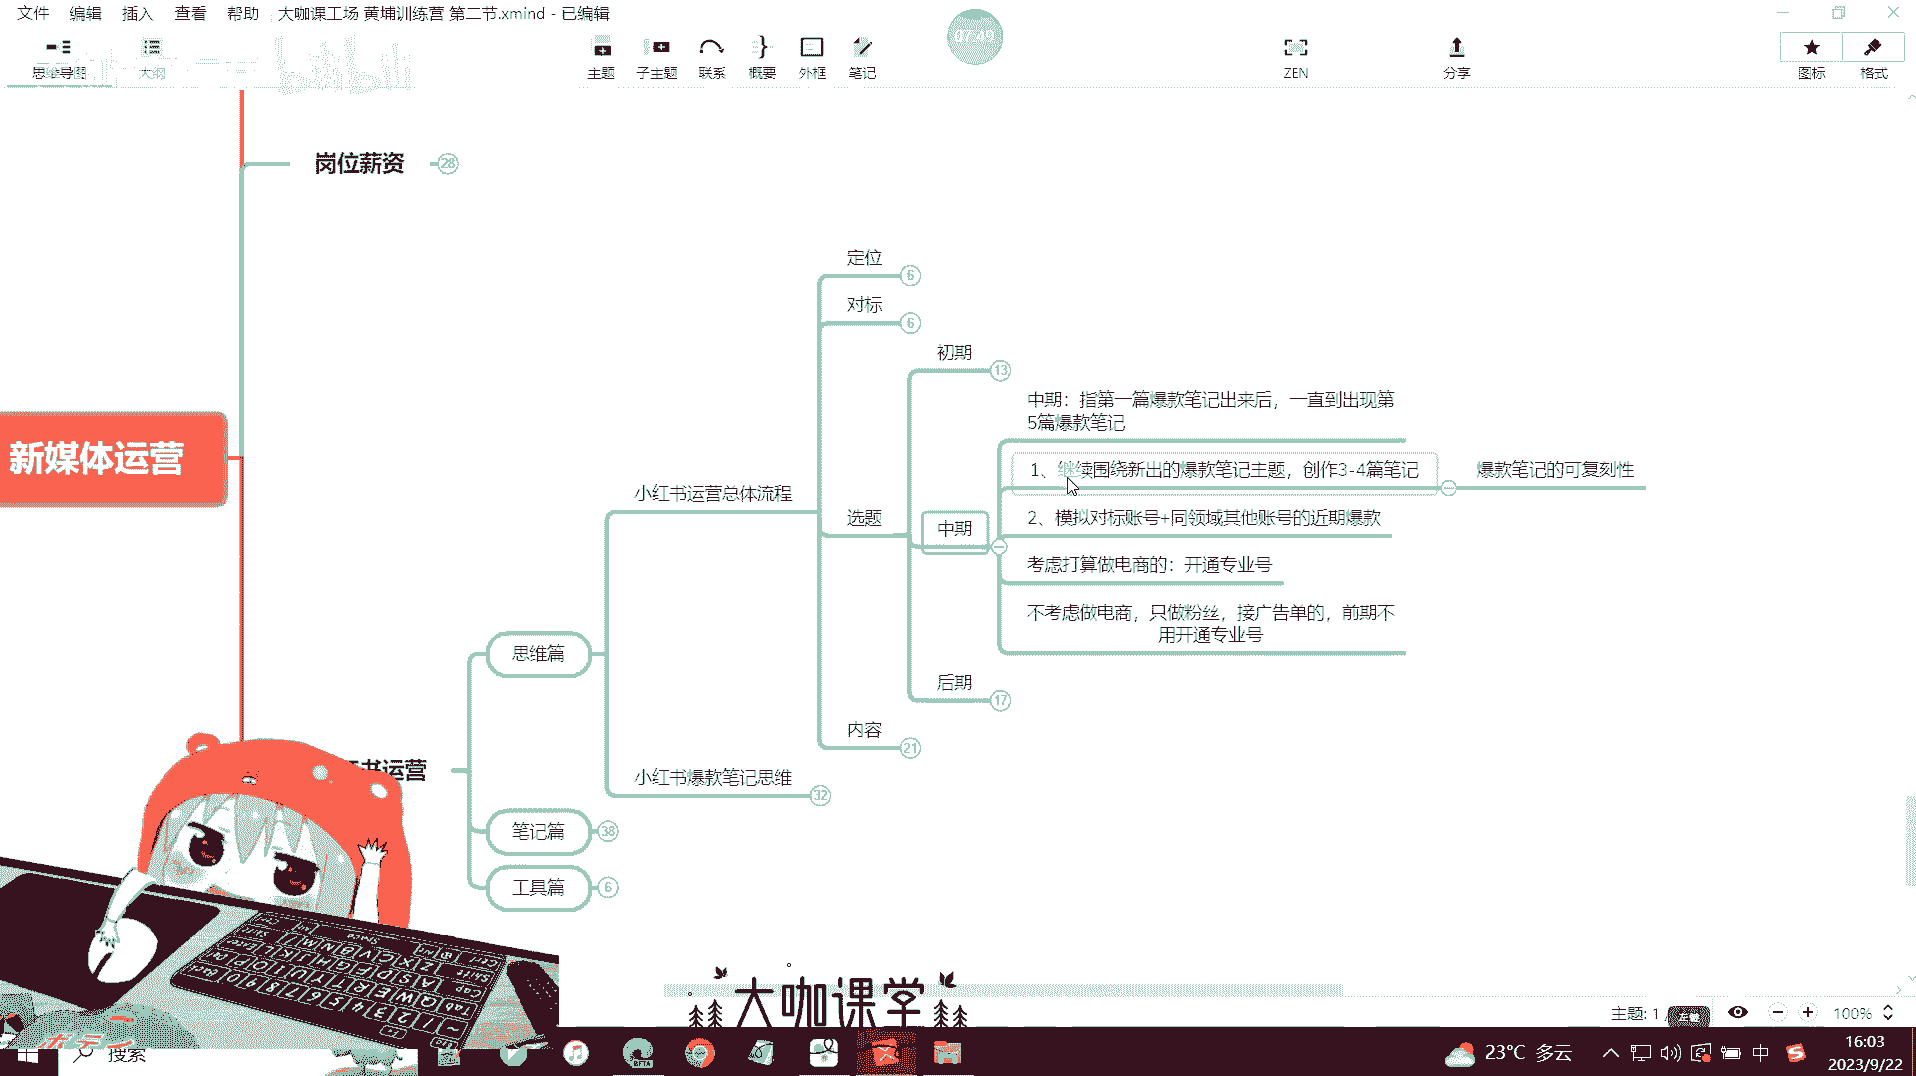 文件 编辑 插入 查看 帮助 大咖课工场 黄埔训练营 第二节.xmind - 已编辑
07:49
思维导图 大纲 主题 子主题 联系 概要 外框 笔记 ZEN 分享 图标 格式
岗位薪资 28
定位 6
对标 6
初期 13
中期：指第一篇爆款笔记出来后，一直到出现第
5篇爆款笔记
1、继续围绕新出的爆款笔记主题，创作3-4篇笔记 爆款笔记的可复刻性
新媒体运营
小红书运营总体流程
选题
中期
2、模拟对标账号+同领域其他账号的近期爆款
考虑打算做电商的：开通专业号
不考虑做电商，只做粉丝，接广告单的，前期不
用开通专业号
思维篇
后期 17
内容 21
书运营
小红书爆款笔记思维 32
笔记篇 38
工具篇 6
大咖课学
主题: 1 /
100%
搜索
BETA
23°C 多云
中
16:03
2023/9/22